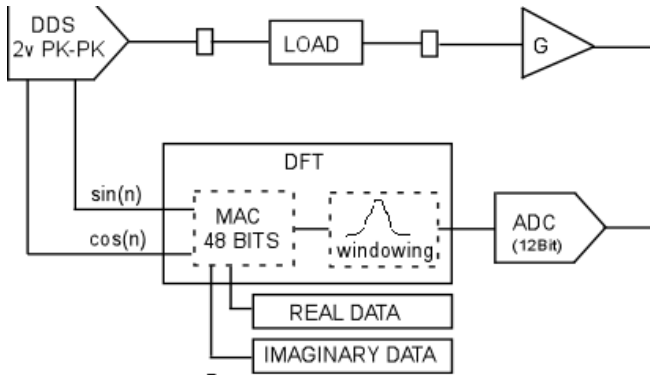 DDS
2v PK-PK
LOAD
G
DFT
sin(n)
cos(n)
MAC
48 BITS
windowing
ADC
(12Bit)
REAL DATA
IMAGINARY DATA